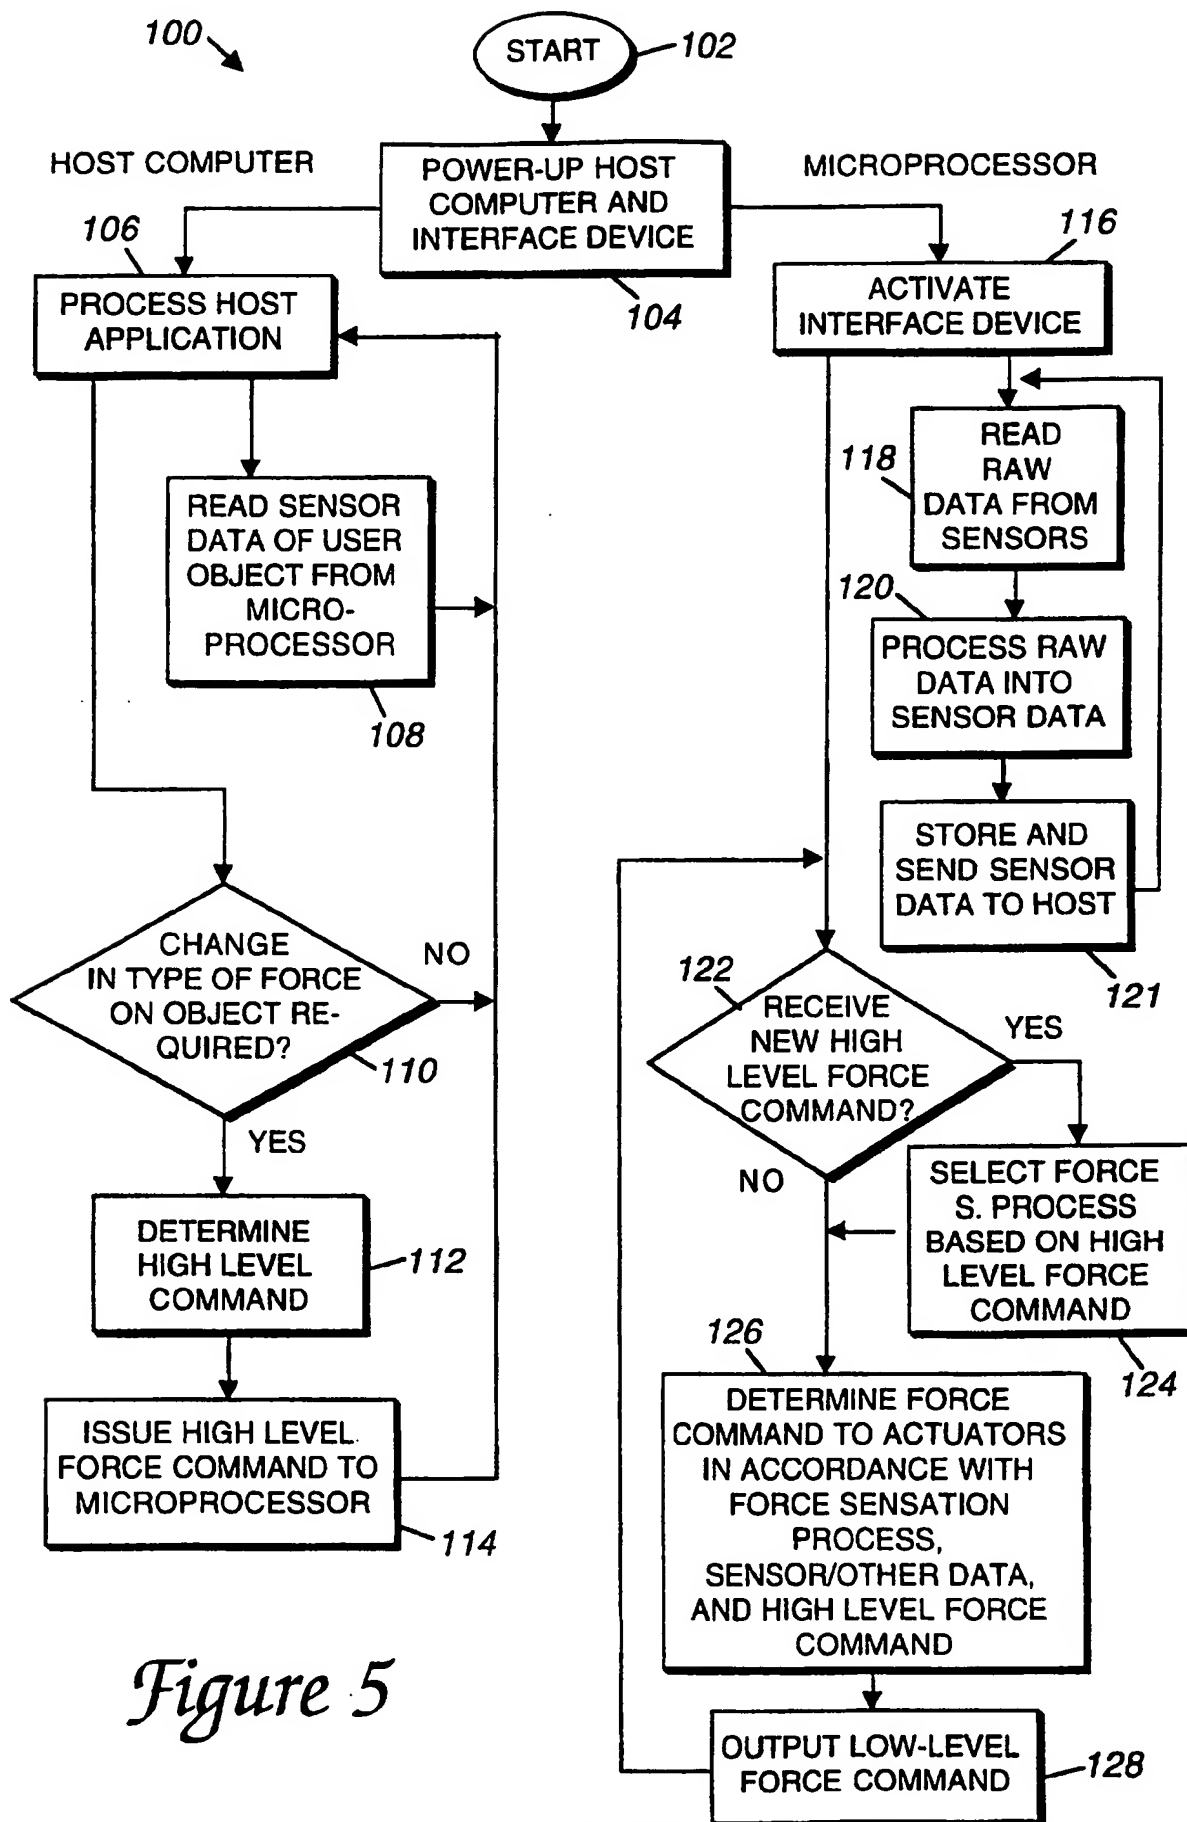 100
START
102
HOST COMPUTER
POWER-UP HOST
COMPUTER AND
INTERFACE DEVICE
104
MICROPROCESSOR
106
PROCESS HOST
APPLICATION
READ SENSOR
DATA OF USER
OBJECT FROM
MICRO-
PROCESSOR
108
CHANGE
IN TYPE OF FORCE
ON OBJECT RE-
QUIRED?
NO
110
YES
DETERMINE
HIGH LEVEL
COMMAND
112
ISSUE HIGH LEVEL
FORCE COMMAND TO
MICROPROCESSOR
114
116
ACTIVATE
INTERFACE DEVICE
118
READ
RAW
DATA FROM
SENSORS
120
PROCESS RAW
DATA INTO
SENSOR DATA
STORE AND
SEND SENSOR
DATA TO HOST
121
122
RECEIVE
NEW HIGH
LEVEL FORCE
COMMAND?
YES
NO
SELECT FORCE
S. PROCESS
BASED ON HIGH
LEVEL FORCE
COMMAND
124
126
DETERMINE FORCE
COMMAND TO ACTUATORS
IN ACCORDANCE WITH
FORCE SENSATION
PROCESS,
SENSOR/OTHER DATA,
AND HIGH LEVEL FORCE
COMMAND
OUTPUT LOW-LEVEL
FORCE COMMAND
128
Figure 5